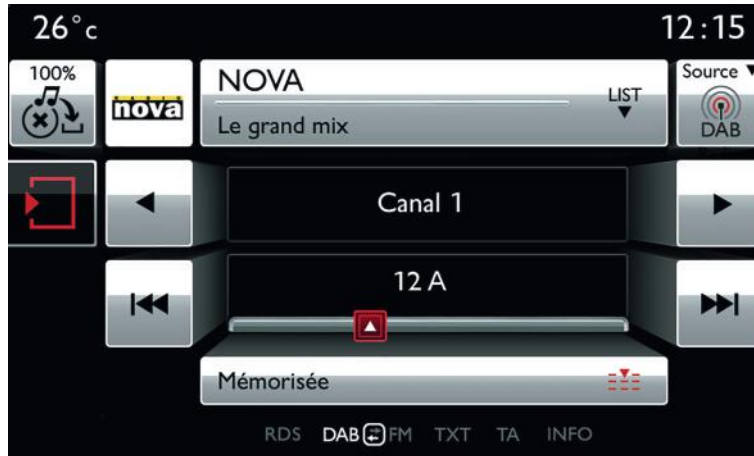 26°c
12:15
100%
RADIO
nova
NOVA
Le grand mix
LIST
Source
DAB
Canal 1
12 A
Mémorisée
RDS DAB FM TXT TA INFO